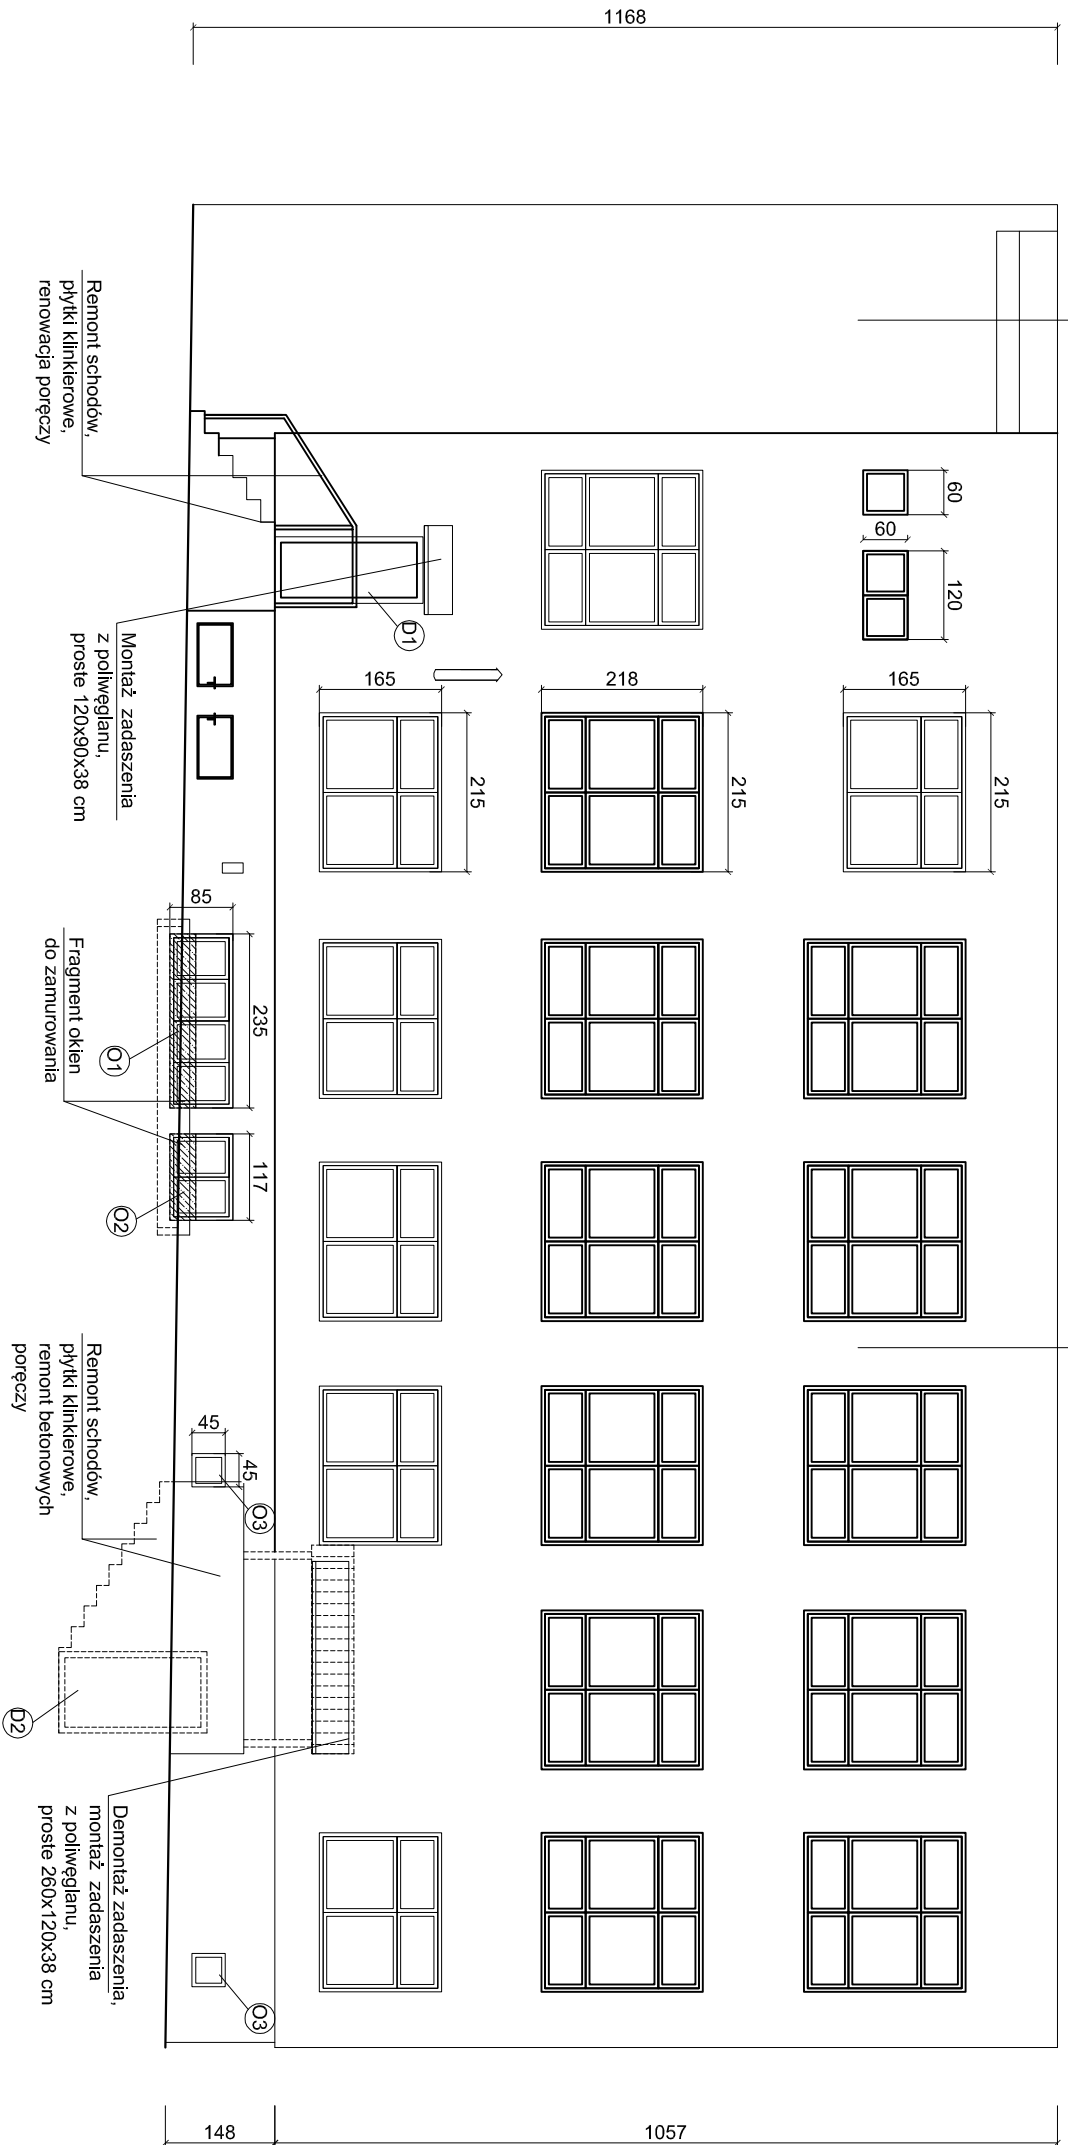 1168
Remont schodów,
płytki klinkierowe,
renowacja poręczy
Montaż zadaszenia
z poliwęglanu,
proste 120x90x38 cm
D1
60
60
120
165
215
218
215
165
215
85
235
117
Fragment okien
do zamurowania
O1
O2
Remont schodów,
płytki klinkierowe,
remont betonowych
poręczy
45
45
O3
D2
Demontaż zadaszenia,
montaż zadaszenia
z poliwęglanu,
proste 260x120x38 cm
O3
148
1057